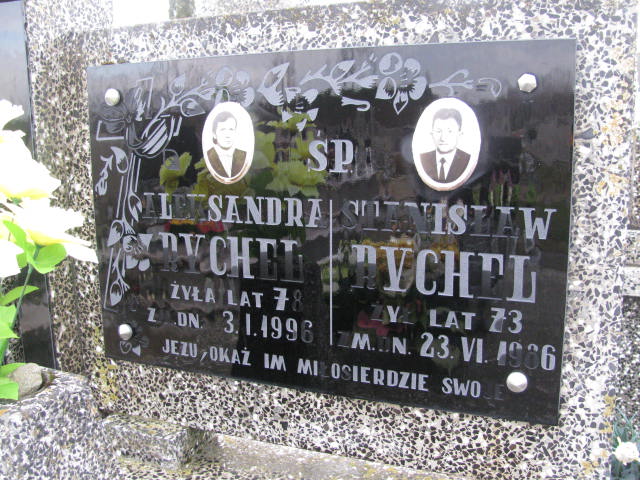 ŚP.
ALEKSANDRA
RYCHEL
ŻYŁA LAT 78
ZM. DN. 3. I. 1996
STANISŁAW
RYCHEL
ŻYŁ LAT 73
ZM. DN. 23. VI. 1986
JEZU, OKAŻ IM MIŁOSIERDZIE SWOJE